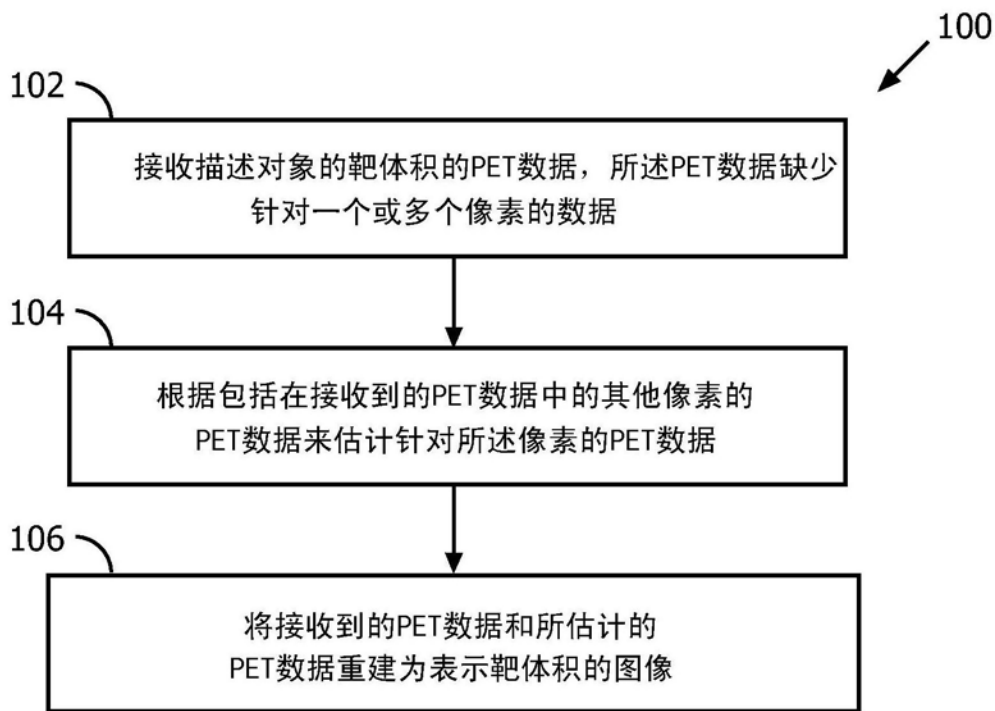 100
102
接收描述对象的靶体积的PET数据，所述PET数据缺少
针对一个或多个像素的数据
104
根据包括在接收到的PET数据中的其他像素的
PET数据来估计针对所述像素的PET数据
106
将接收到的PET数据和所估计的
PET数据重建为表示靶体积的图像